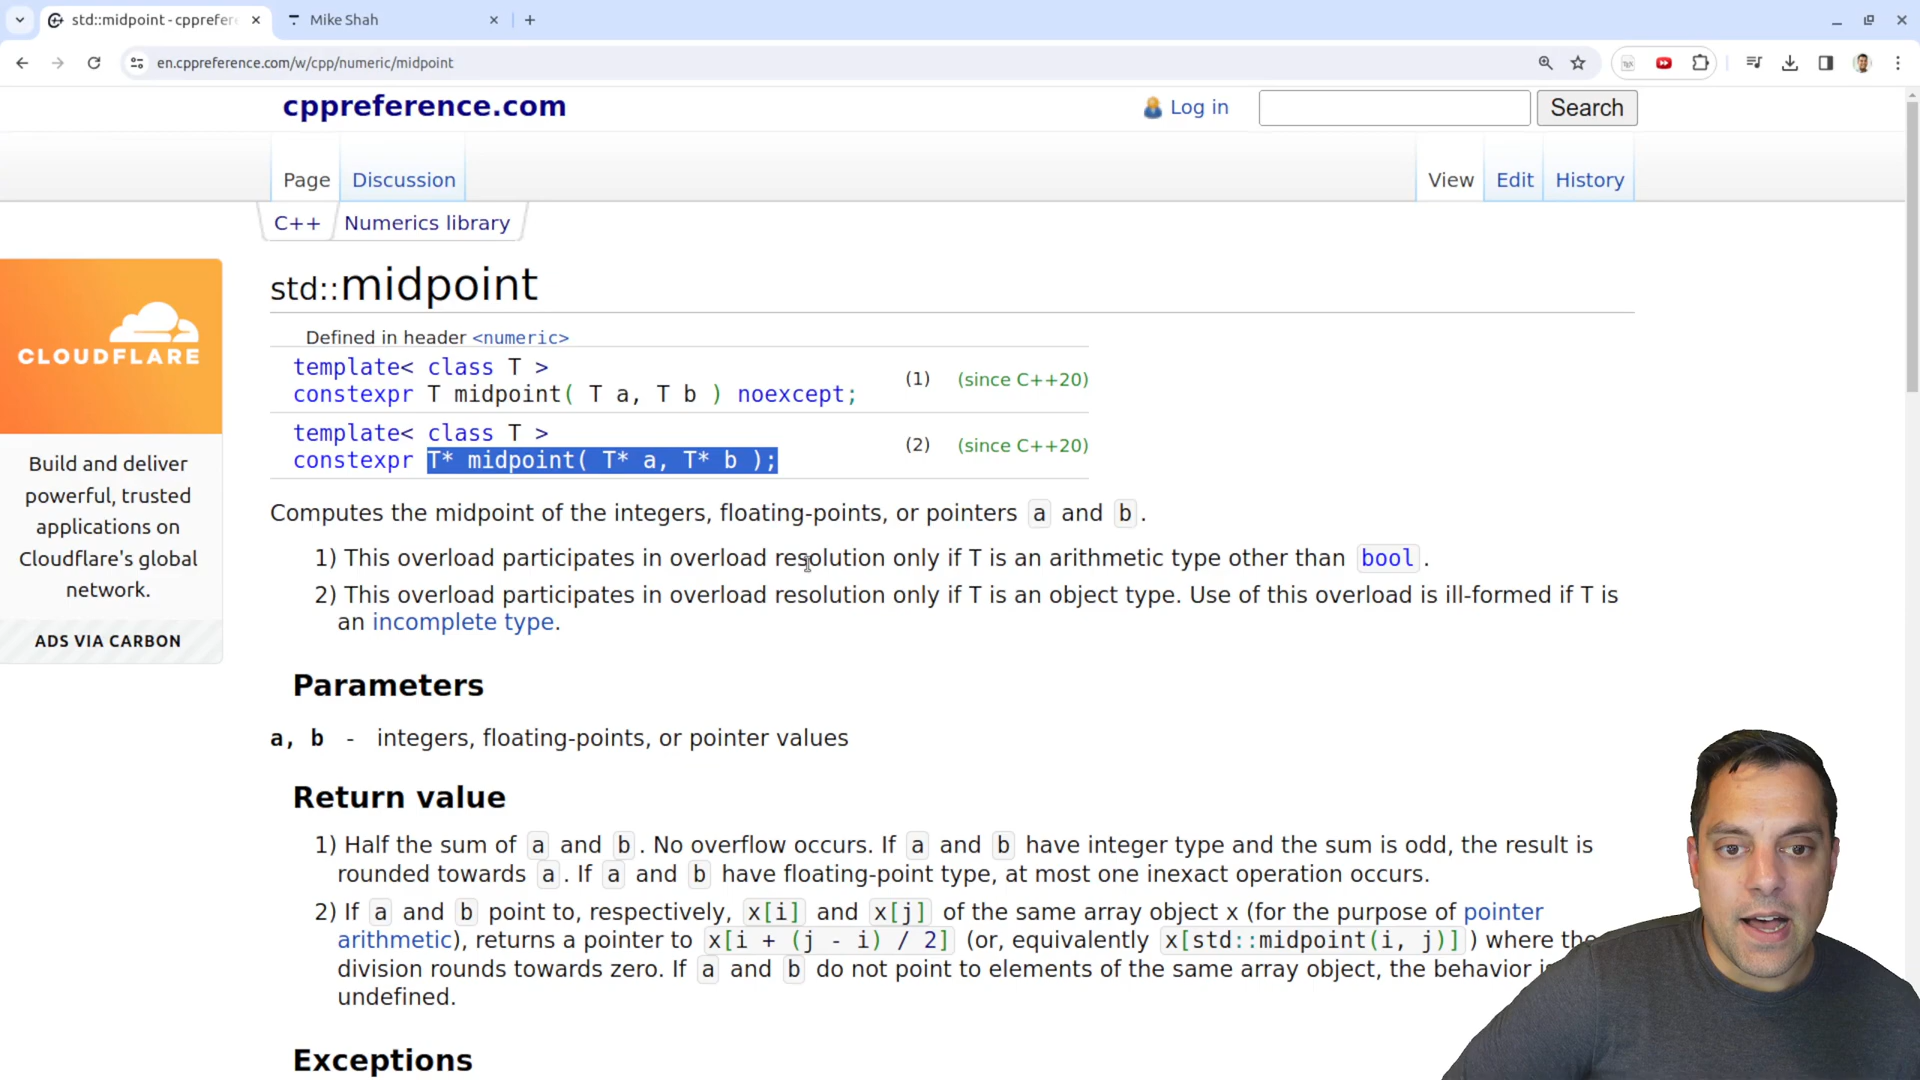 std::midpoint - cpprefer
Mike Shah
en.cppreference.com/w/cpp/numeric/midpoint
cppreference.com
Log in
Search
Page
Discussion
View
Edit
History
C++
Numerics library
std::midpoint
Defined in header <numeric>
template< class T >
constexpr T midpoint( T a, T b ) noexcept;
(1)
(since C++20)
template< class T >
constexpr T* midpoint( T* a, T* b );
(2)
(since C++20)
CLOUDFLARE
Build and deliver
powerful, trusted
applications on
Cloudflare's global
network.
ADS VIA CARBON
Computes the midpoint of the integers, floating-points, or pointers a and b.
1) This overload participates in overload resolution only if T is an arithmetic type other than bool.
2) This overload participates in overload resolution only if T is an object type. Use of this overload is ill-formed if T is
an incomplete type.
Parameters
a, b - integers, floating-points, or pointer values
Return value
1) Half the sum of a and b. No overflow occurs. If a and b have integer type and the sum is odd, the result is
rounded towards a. If a and b have floating-point type, at most one inexact operation occurs.
2) If a and b point to, respectively, x[i] and x[j] of the same array object x (for the purpose of pointer
arithmetic), returns a pointer to x[i + (j - i) / 2] (or, equivalently x[std::midpoint(i, j)]) where the
division rounds towards zero. If a and b do not point to elements of the same array object, the behavior is
undefined.
Exceptions